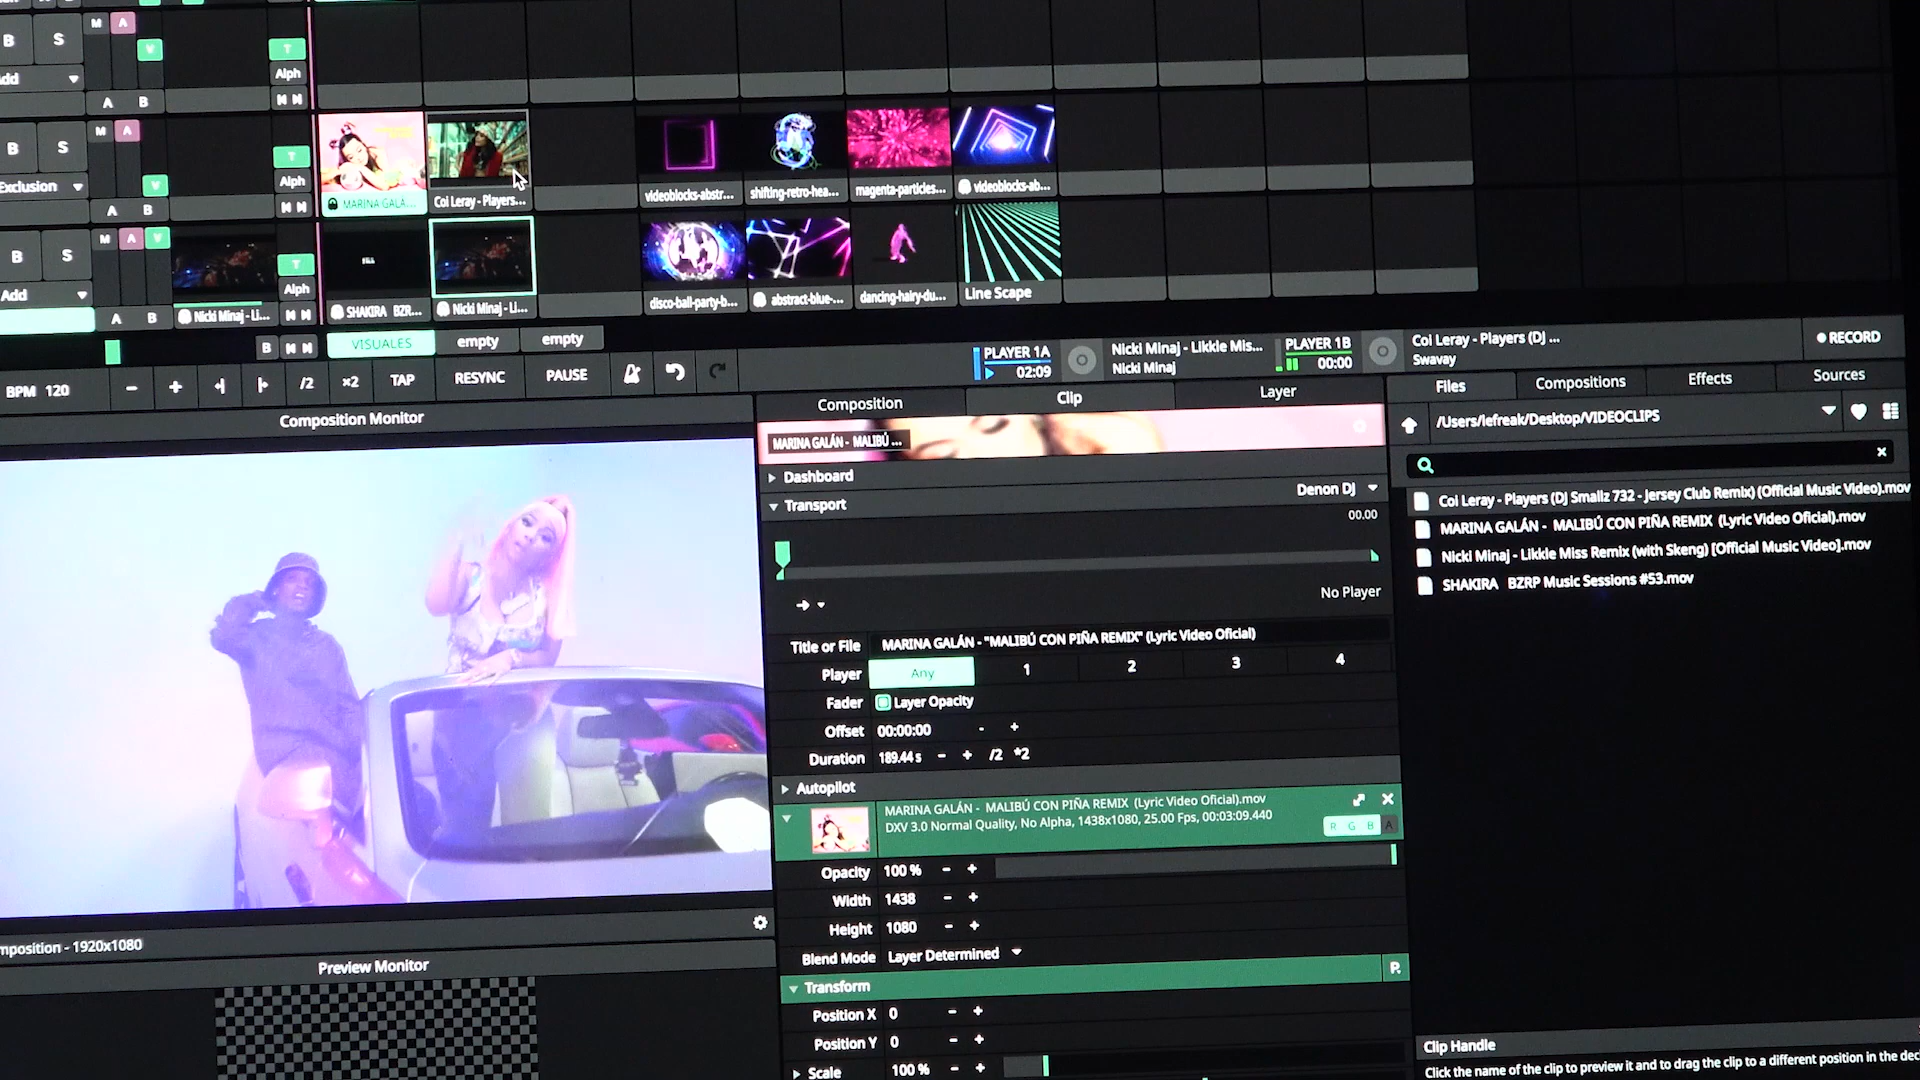 B
S
M
A
V
T
dd
Alph
A
B
M
A
B
S
T
Exclusion
V
Alph
A
B
MARINA GALÁ...
Coi Leray - Players...
videoblocks-abstr...
shifting-retro-hea...
magenta-particles...
videoblocks-ab...
M
A
V
B
S
T
Add
Alph
A
B
Nicki Minaj - Li...
SHAKIRA BZR...
Nicki Minaj - Li...
disco-ball-party-b...
abstract-blue-...
dancing-hairy-du...
Line Scape
B
VISUALES
empty
empty
PLAYER 1A
02:09
Nicki Minaj - Likkle Mis...
Nicki Minaj
PLAYER 1B
00:00
Coi Leray - Players (DJ ...
Swavay
RECORD
BPM 120
-
+
/2
×2
TAP
RESYNC
PAUSE
Composition Monitor
Composition
Clip
Layer
Files
Compositions
Effects
Sources
MARINA GALÁN - MALIBÚ ...
/Users/lefreak/Desktop/VIDEOCLIPS
Dashboard
Transport
Denon DJ
00.00
Coi Leray - Players (DJ Smallz 732 - Jersey Club Remix) (Official Music Video).mov
MARINA GALÁN - MALIBÚ CON PIÑA REMIX (Lyric Video Oficial).mov
Nicki Minaj - Likkle Miss Remix (with Skeng) [Official Music Video].mov
SHAKIRA BZRP Music Sessions #53.mov
No Player
Title or File MARINA GALÁN - "MALIBÚ CON PIÑA REMIX" (Lyric Video Oficial)
Player Any 1 2 3 4
Fader Layer Opacity
Offset 00:00:00 - +
Duration 189.44 s - + /2 *2
Autopilot
MARINA GALÁN - MALIBÚ CON PIÑA REMIX (Lyric Video Oficial).mov
DXV 3.0 Normal Quality, No Alpha, 1438x1080, 25.00 Fps, 00:03:09.440
R G B A
Opacity 100 % - +
Width 1438 - +
Height 1080 - +
Blend Mode Layer Determined
Transform
P.
Position X 0 - +
Position Y 0 - +
Scale 100 % - +
mposition - 1920x1080
Preview Monitor
Clip Handle
Click the name of the clip to preview it and to drag the clip to a different position in the dec